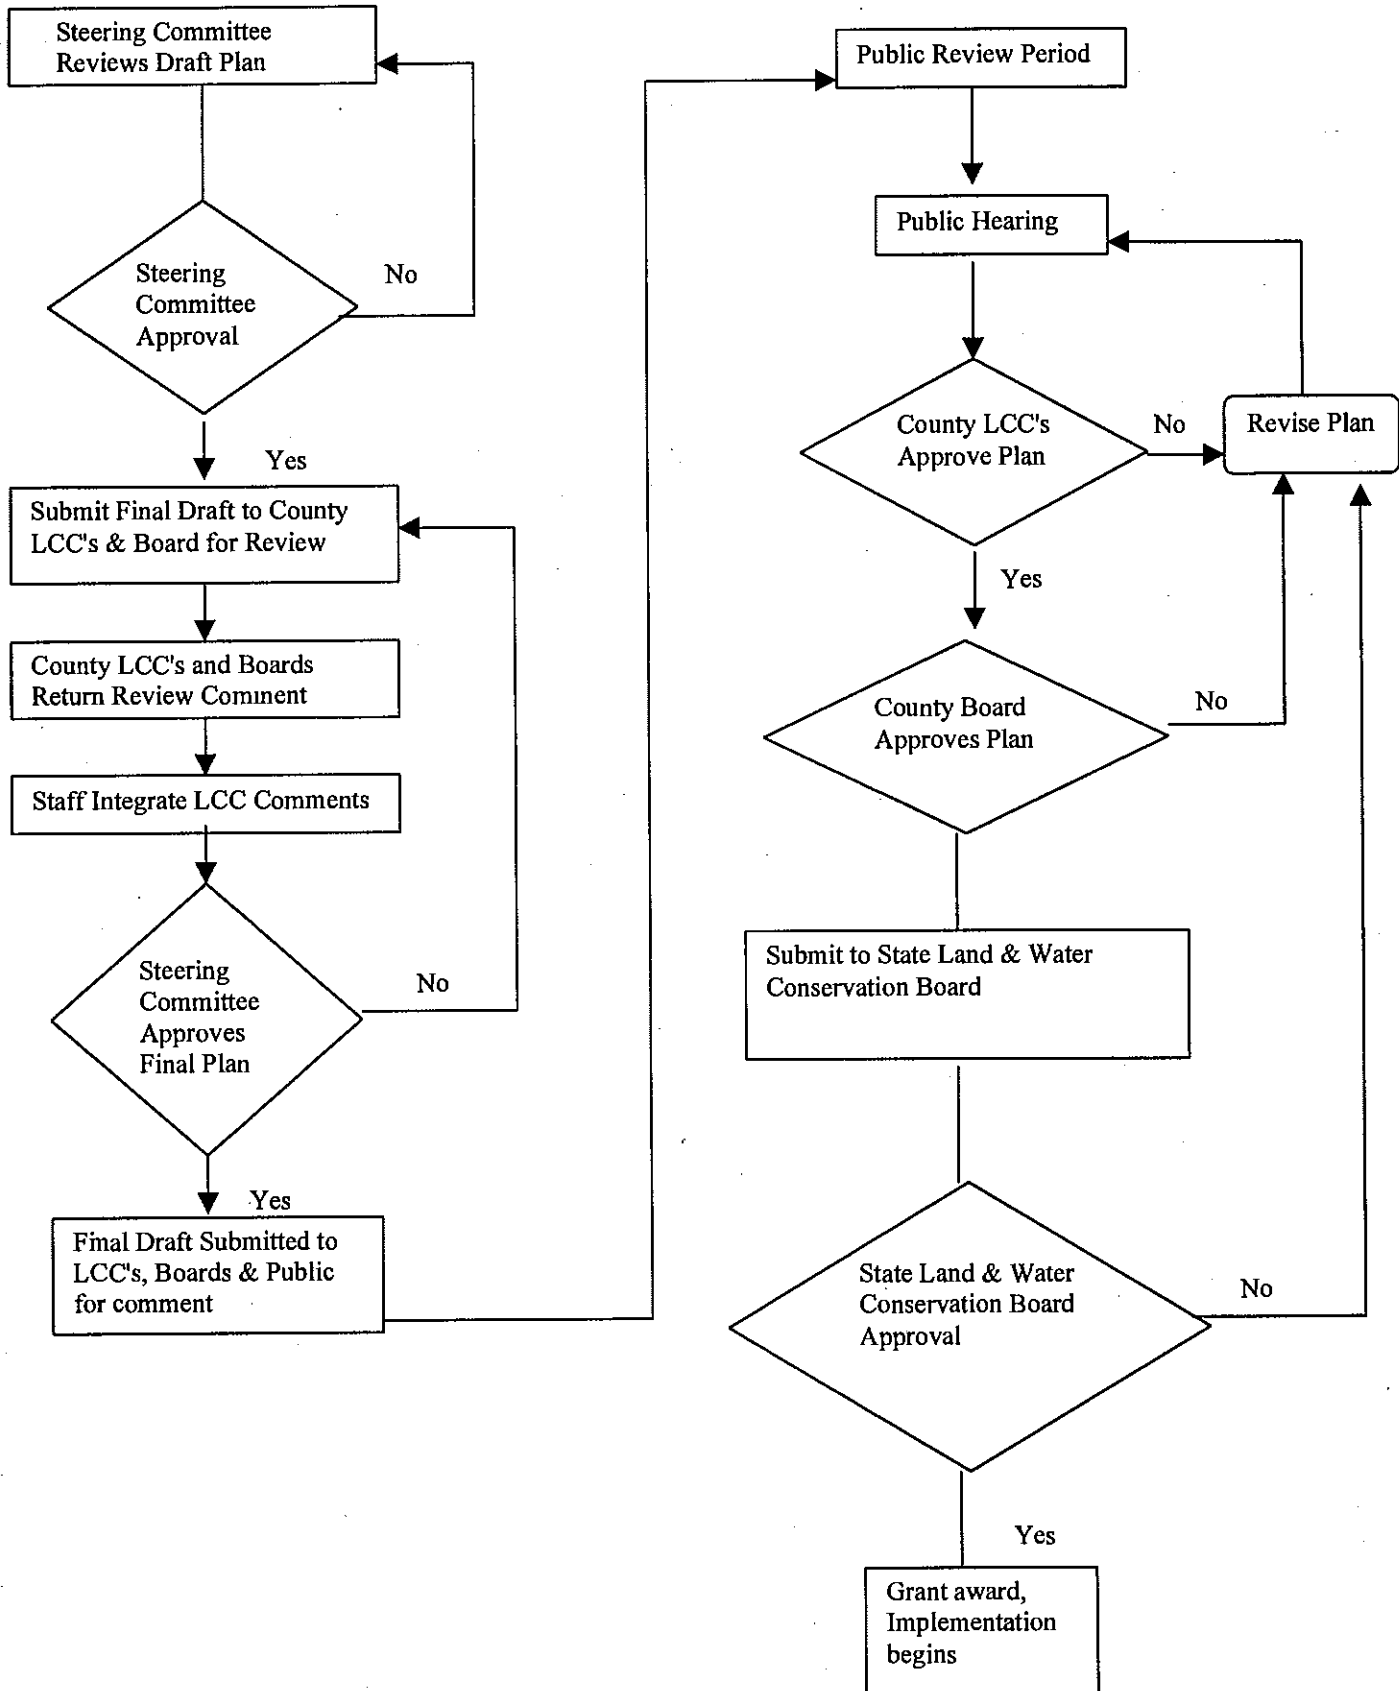 Steering Committee
Reviews Draft Plan
Steering
Committee
Approval
No
Yes
Submit Final Draft to County
LCC's & Board for Review
County LCC's and Boards
Return Review Comment
Staff Integrate LCC Comments
Steering
Committee
Approves
Final Plan
No
Yes
Final Draft Submitted to
LCC's, Boards & Public
for comment
Public Review Period
Public Hearing
County LCC's
Approve Plan
No
Revise Plan
Yes
County Board
Approves Plan
No
Submit to State Land & Water
Conservation Board
State Land & Water
Conservation Board
Approval
No
Yes
Grant award,
Implementation
begins